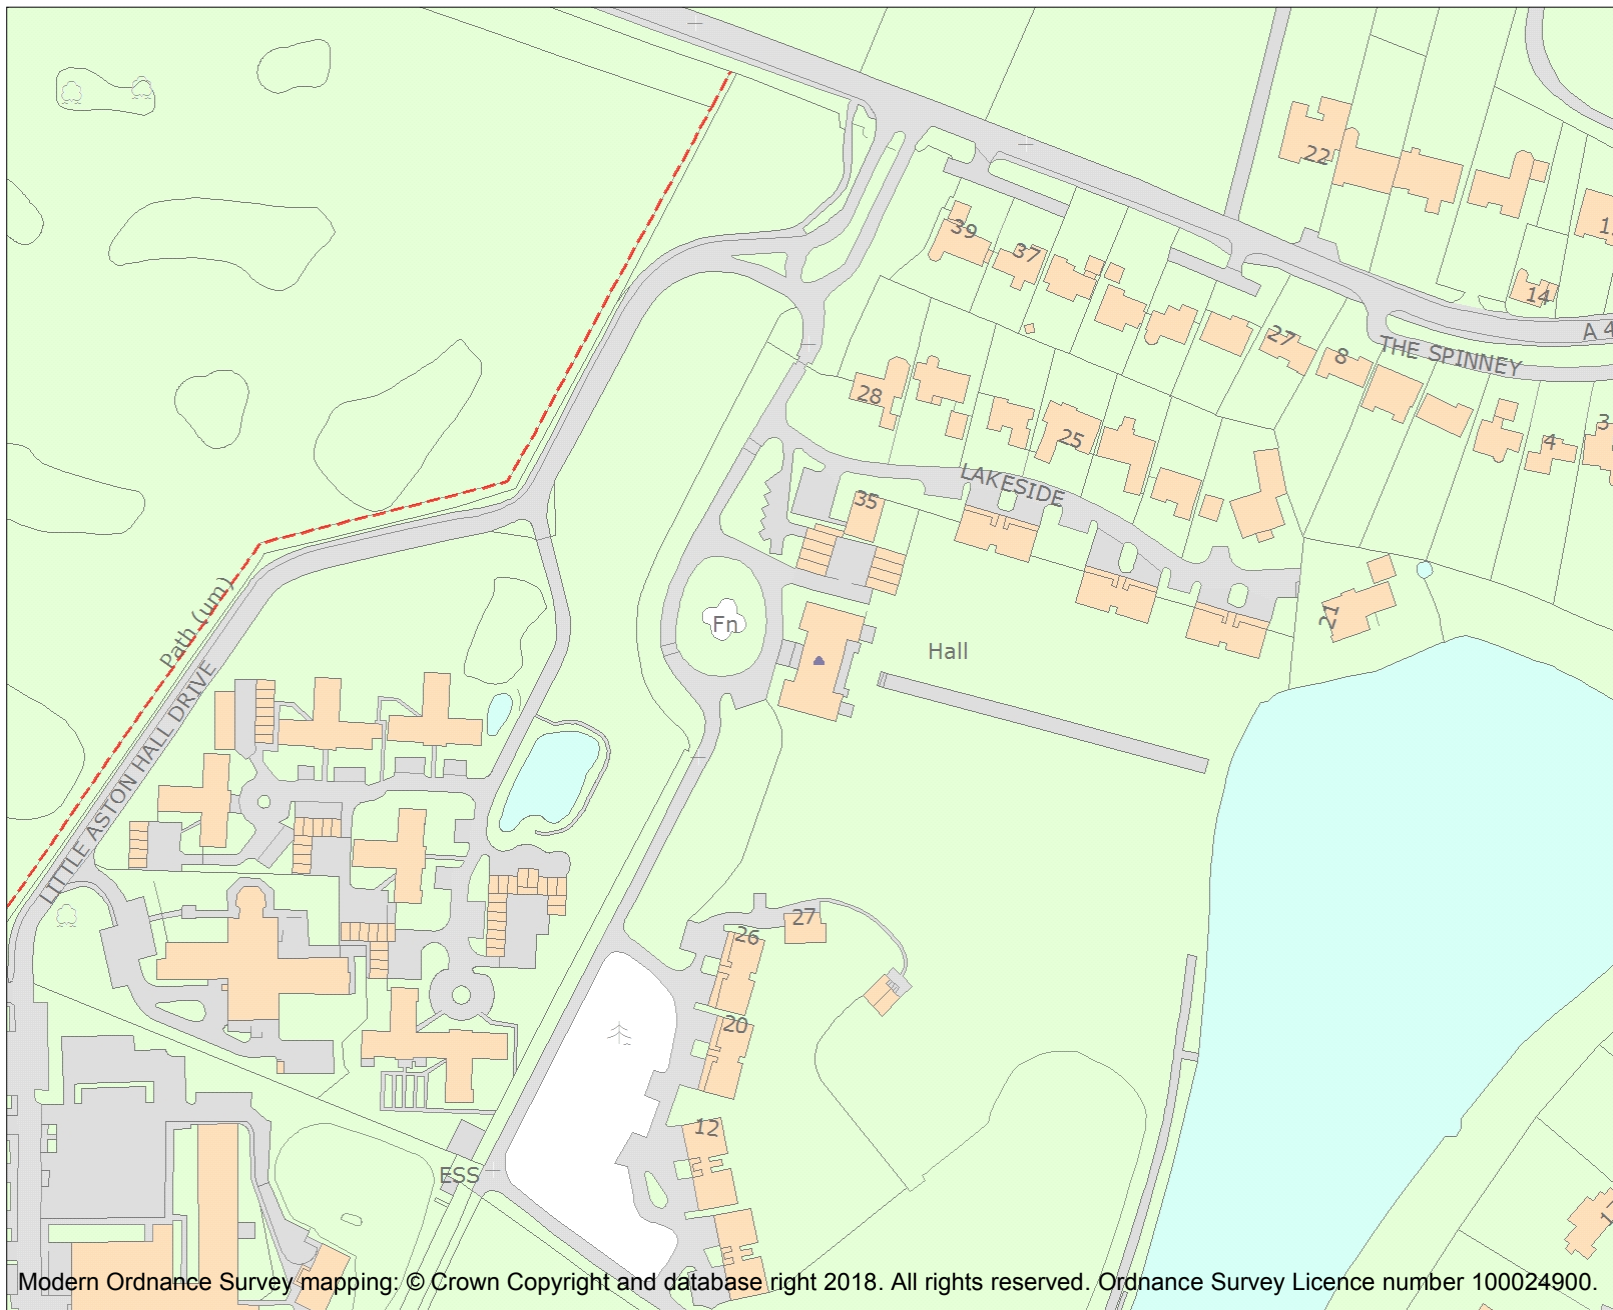 22
39
37
14
27
A 4
8
THE SPINNEY
28
25
4
3
LAKESIDE
35
Path (um)
21
Fn
Hall
LITTLE ASTON HALL DRIVE
27
26
20
12
ESS
Modern Ordnance Survey mapping: © Crown Copyright and database right 2018. All rights reserved. Ordnance Survey Licence number 100024900.